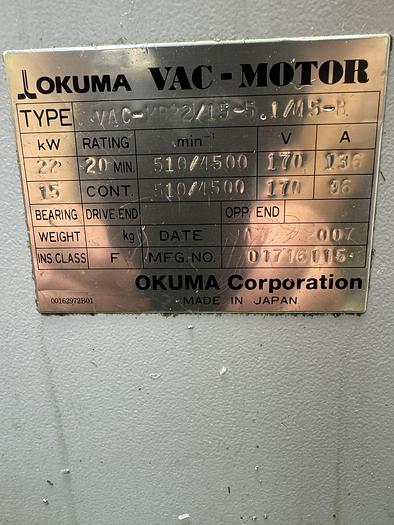 OKUMA VAC-MOTOR
TYPE
kW RATING min⁻¹ V A
22 20 MIN. 510/4500 170 136
15 CONT. 510/4500 170 96
BEARING DRIVE END OPP. END
WEIGHT kg DATE
INS.CLASS F MFG.NO.
OKUMA Corporation
00162972B01 MADE IN JAPAN